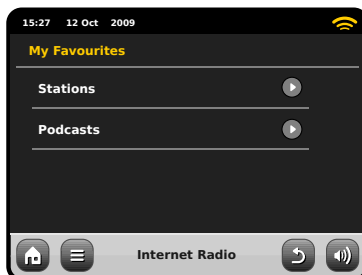 15:27 12 Oct 2009
My Favourites
Stations
Podcasts
Internet Radio